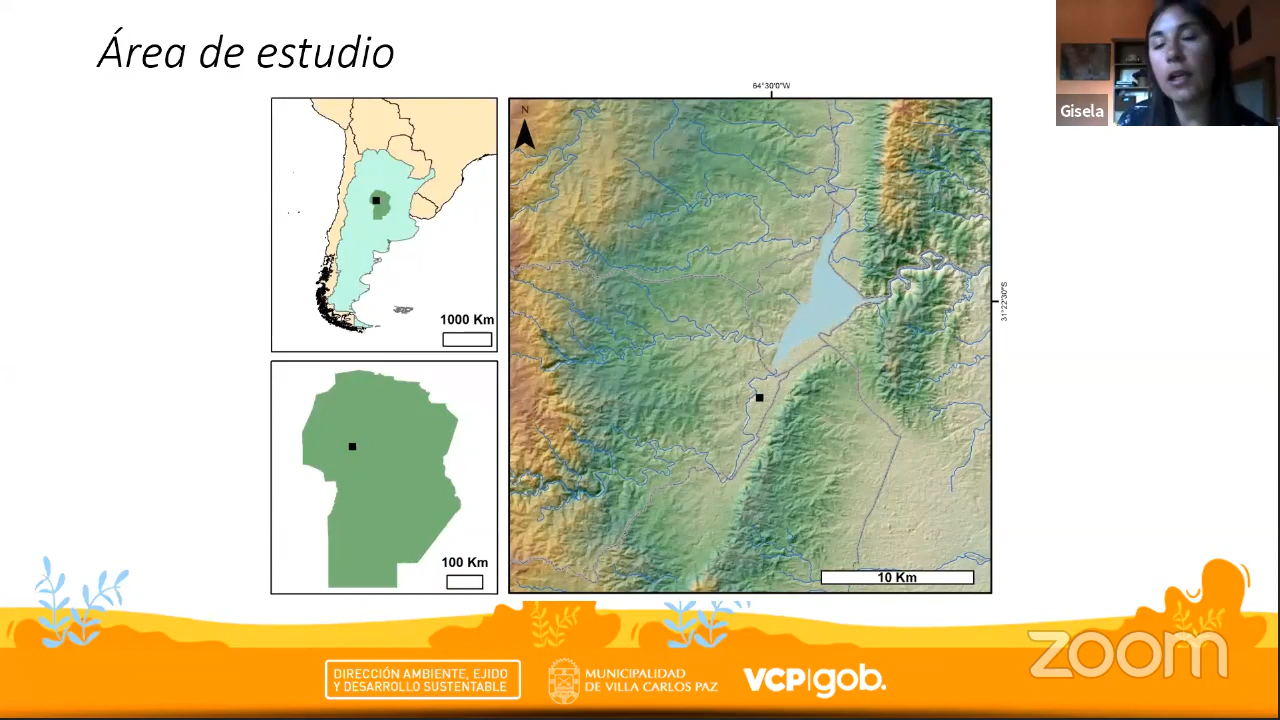 Área de estudio
Gisela
64°30'0"W
N
31°22'30"S
1000 Km
100 Km
10 Km
zoom
DIRECCIÓN AMBIENTE, EJIDO
Y DESARROLLO SUSTENTABLE
MUNICIPALIDAD
DE VILLA CARLOS PAZ
VCP|gob.